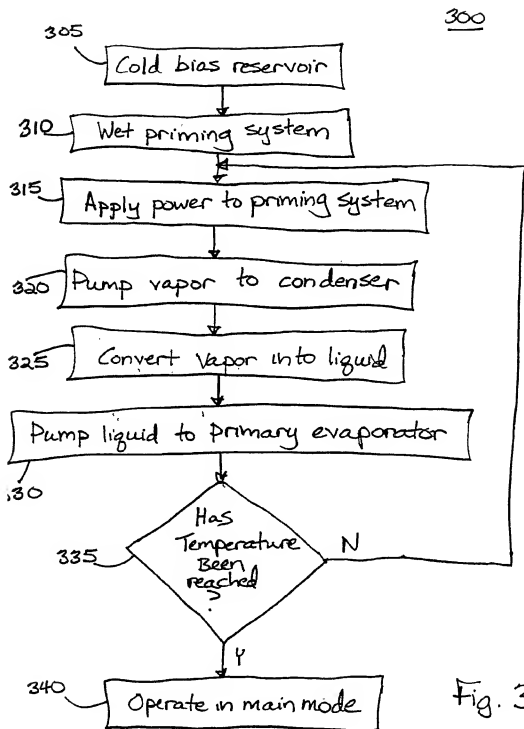 300
305
Cold bias reservoir
310
Wet priming system
315
Apply power to priming system
320
Pump vapor to condenser
325
Convert vapor into liquid
Pump liquid to primary evaporator
330
335
Has
Temperature
Been
reached
?
N
Y
340
Operate in main mode
Fig. 3